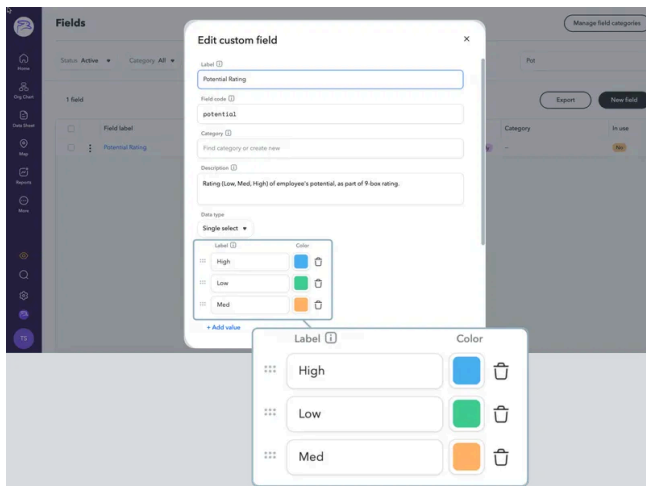 Fields
Manage field categories
Edit custom field
Home
Status Active
Category All
Label
Pot
Potential Rating
Org Chart
Field code
1 field
Export
New field
potential
Data Sheet
Category
Field label
Category
In use
Find category or create new
Potential Rating
–
No
Map
Description
Rating (Low, Med, High) of employee's potential, as part of 9-box rating.
Reports
Data type
More
Single select
Label
Color
High
Low
Med
+ Add value
TS
Label
Color
High
Low
Med